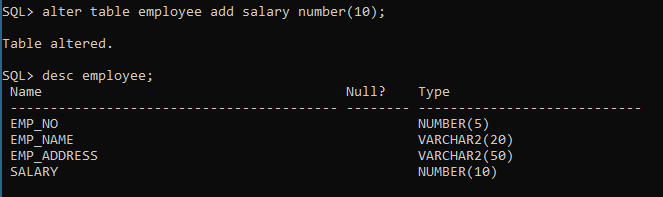 SQL> alter table employee add salary number(10);
Table altered.
SQL> desc employee;
Name Null? Type
----------------------------------------- -------- ----------------------------
EMP_NO NUMBER(5)
EMP_NAME VARCHAR2(20)
EMP_ADDRESS VARCHAR2(50)
SALARY NUMBER(10)